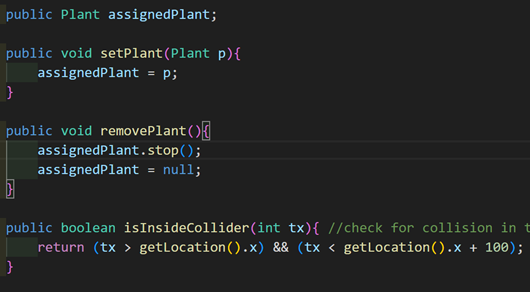 public Plant assignedPlant;
public void setPlant(Plant p){
assignedPlant = p;
}
public void removePlant(){
assignedPlant.stop();
assignedPlant = null;
}
public boolean isInsideCollider(int tx){ //check for collision in
return (tx > getLocation().x) && (tx < getLocation().x + 100);
}